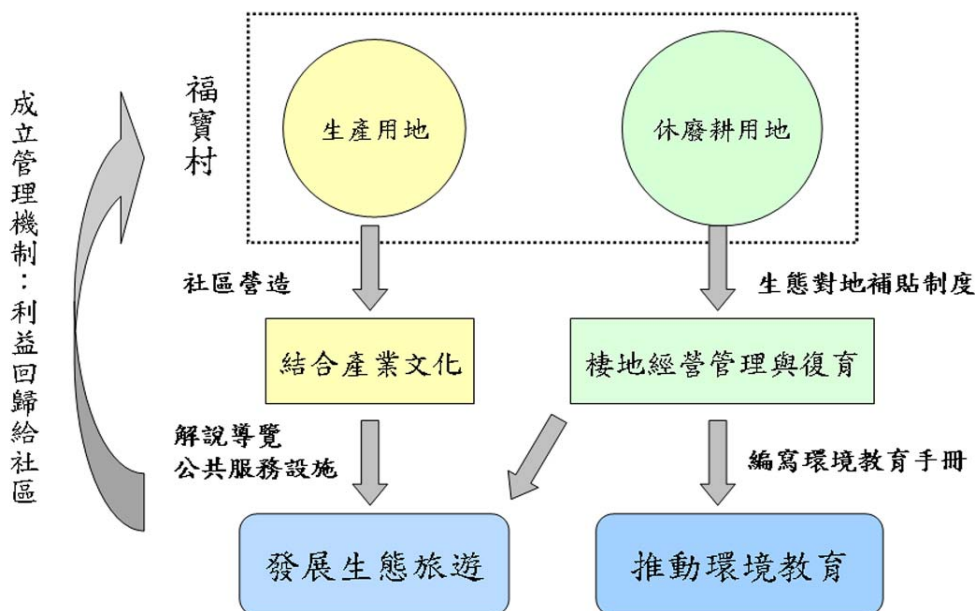 成立管理機制：利益回歸給社區
福寶村
生產用地
休廢耕用地
社區營造
生態對地補貼制度
結合產業文化
棲地經營管理與復育
解說導覽
公共服務設施
編寫環境教育手冊
發展生態旅遊
推動環境教育